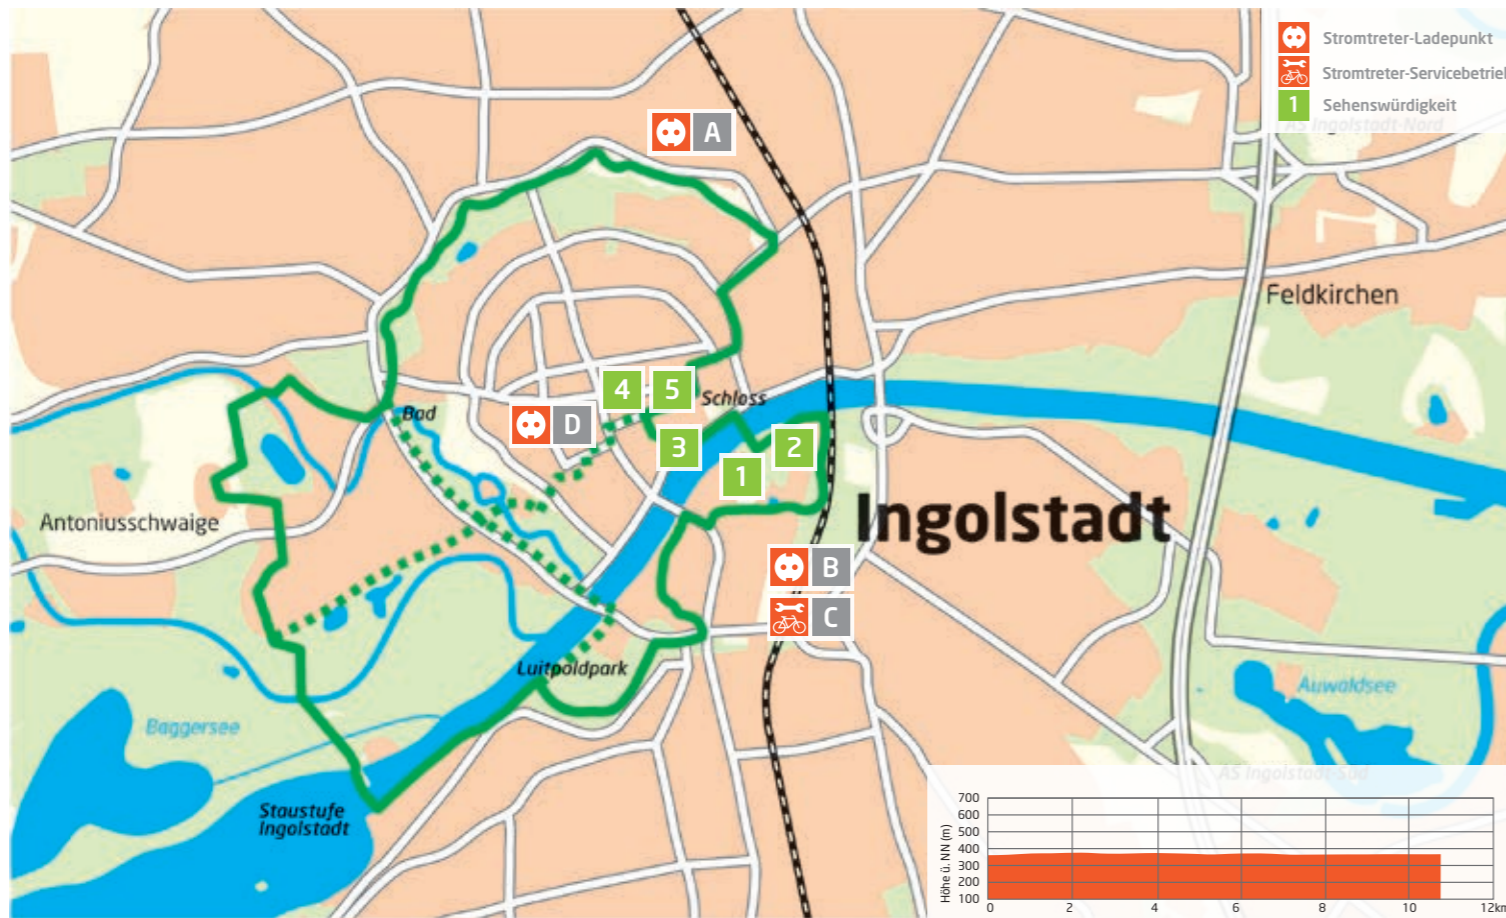 Stromtreter-Ladepunkt
Stromtreter-Servicebetrieb
1 Sehenswürdigkeit
AS Ingolstadt-Nord
A
Feldkirchen
4
5
Schloss
Bad
D
3
2
1
Antoniusschwaige
Ingolstadt
B
C
Luitpoldpark
Auwaldsee
Baggersee
AS Ingolstadt-Süd
Staustufe
Ingolstadt
Höhe ü. NN (m)
700
600
500
400
300
200
100
0 2 4 6 8 10 12km